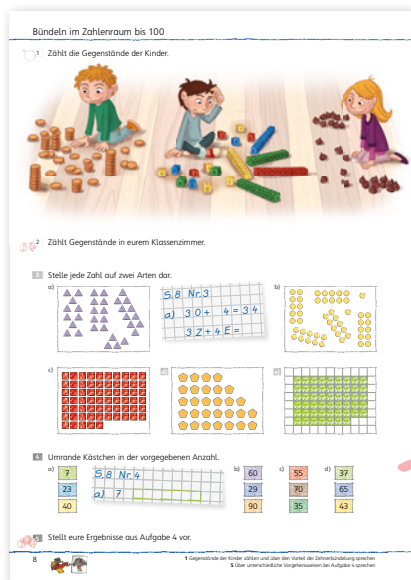 Bündeln im Zahlenraum bis 100
1 Zählt die Gegenstände der Kinder.
2 Zählt Gegenstände in eurem Klassenzimmer.
3 Stelle jede Zahl auf zwei Arten dar.
a)
S.8 Nr.3
a) 30+ 4=34
3Z+4E=
b)
c)
d)
e)
4 Umrande Kästchen in der vorgegebenen Anzahl.
a) 7 23 40
S.8 Nr.4
a) 7
b) 60 29 90
c) 55 70 35
d) 37 65 43
5 Stellt eure Ergebnisse aus Aufgabe 4 vor.
8
1 Gegenstände der Kinder zählen und über den Vorteil der Zehnerbündelung sprechen
5 Über unterschiedliche Vorgehensweisen bei Aufgabe 4 sprechen